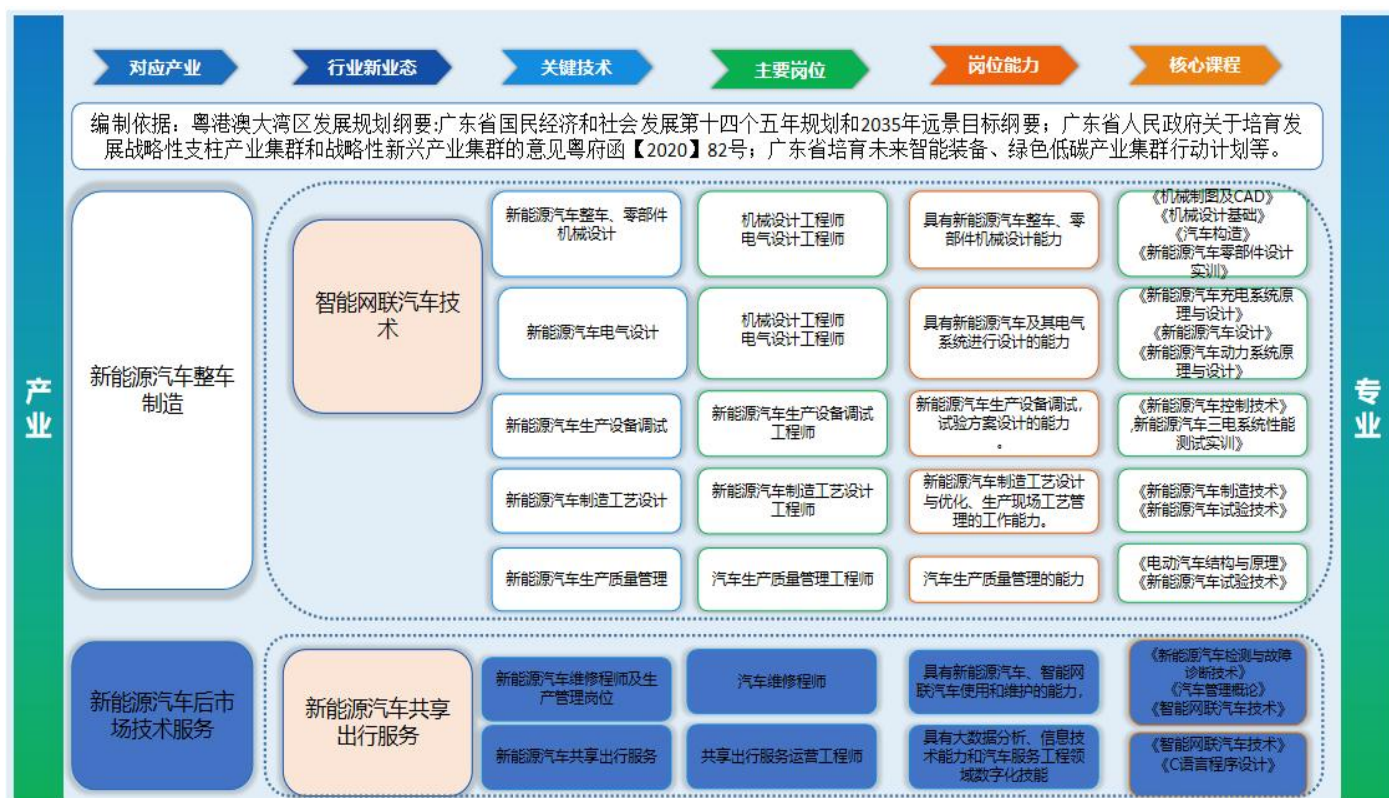 对应产业
行业新业态
关键技术
主要岗位
岗位能力
核心课程
编制依据：粤港澳大湾区发展规划纲要;广东省国民经济和社会发展第十四个五年规划和2035年远景目标纲要；广东省人民政府关于培育发
展战略性支柱产业集群和战略性新兴产业集群的意见粤府函【2020】82号；广东省培育未来智能装备、绿色低碳产业集群行动计划等。
产
业
专
业
新能源汽车整车
制造
智能网联汽车技
术
新能源汽车整车、零部件
机械设计
机械设计工程师
电气设计工程师
具有新能源汽车整车、零
部件机械设计能力
《机械制图及CAD》
《机械设计基础》
《汽车构造》
《新能源汽车零部件设计
实训》
新能源汽车电气设计
机械设计工程师
电气设计工程师
具有新能源汽车及其电气
系统进行设计的能力
《新能源汽车充电系统原
理与设计》
《新能源汽车设计》
《新能源汽车动力系统原
理与设计》
新能源汽车生产设备调试
新能源汽车生产设备调试
工程师
新能源汽车生产设备调试,
试验方案设计的能力
。
《新能源汽车控制技术》
,新能源汽车三电系统性能
测试实训》
新能源汽车制造工艺设计
新能源汽车制造工艺设计
工程师
新能源汽车制造工艺设计
与优化、生产现场工艺管
理的工作能力。
《新能源汽车制造技术》
《新能源汽车试验技术》
新能源汽车生产质量管理
汽车生产质量管理工程师
汽车生产质量管理的能力
《电动汽车结构与原理》
《新能源汽车试验技术》
新能源汽车后市
场技术服务
新能源汽车共享
出行服务
新能源汽车维修程师及生
产管理岗位
汽车维修程师
具有新能源汽车、智能网
联汽车使用和维护的能力,
《新能源汽车检测与故障
诊断技术》
《汽车管理概论》
《智能网联汽车技术》
新能源汽车共享出行服务
共享出行服务运营工程师
具有大数据分析、信息技
术能力和汽车服务工程领
域数字化技能
《智能网联汽车技术》
《C语言程序设计》